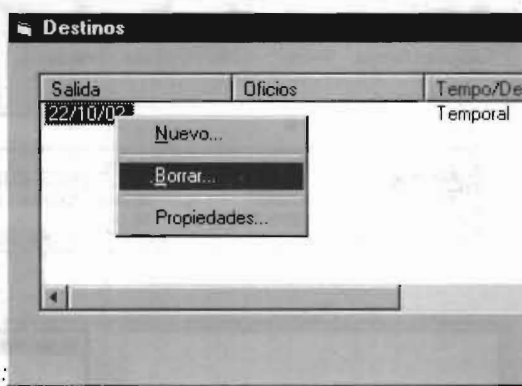 Destinos
Salida Oficios Tempo/De
22/10/02 Temporal
Nuevo...
Borrar...
Propiedades...